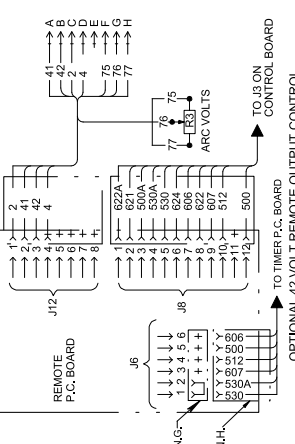 41 A
42 B
2 C
4 D
E
75 F
76 G
77 H
77 76 75
R3
ARC VOLTS
TO J3 ON
CONTROL BOARD
1 2
2 41
3 42
4 4
5
6
7
8
J12
1 622A
2 621
3 500A
4 530A
5 530
6 624
7 606
8 622
9 607
10 512
11
12 500
J8
REMOTE
P.C. BOARD
J6
1 2 3 4 5 6
530
530A
607
512
500
606
N.G.
N.H.
TO TIMER P.C. BOARD
OPTIONAL 42 VOLT REMOTE OUTPUT CONTROL